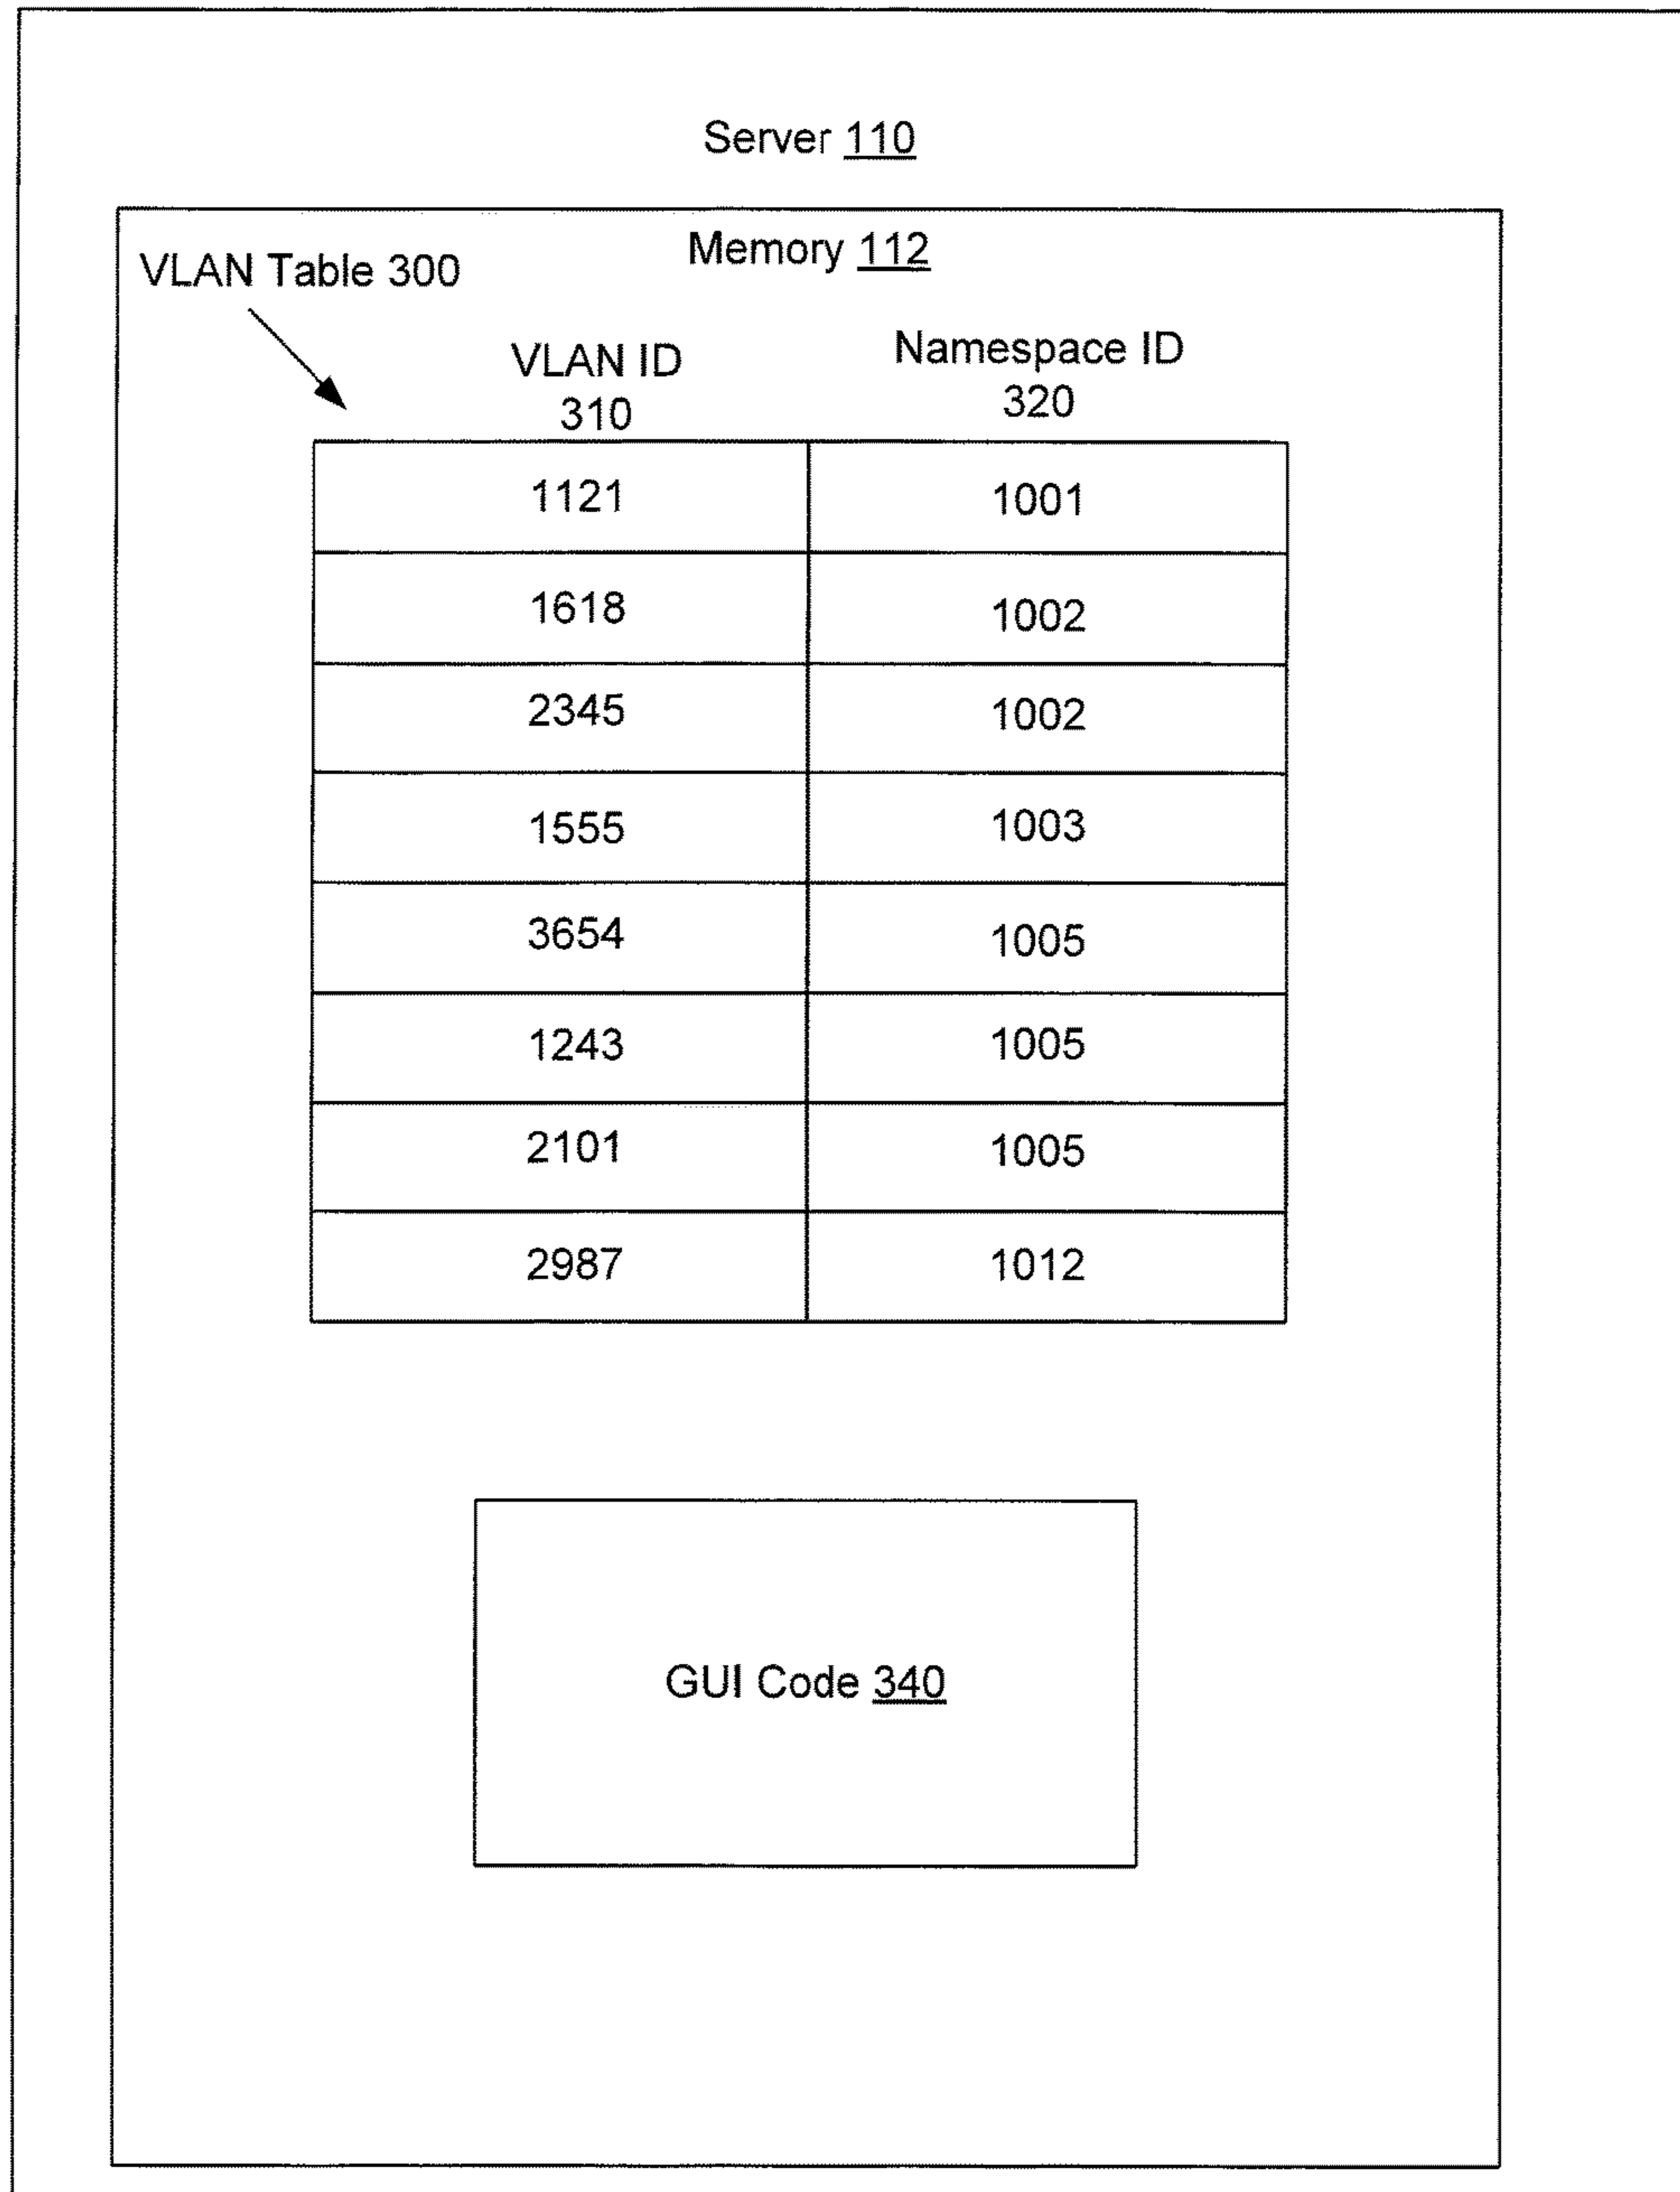 Server 110
Memory 112
VLAN Table 300
VLAN ID Namespace ID
310 320
1121 1001
1618 1002
2345 1002
1555 1003
3654 1005
1243 1005
2101 1005
2987 1012
GUI Code 340